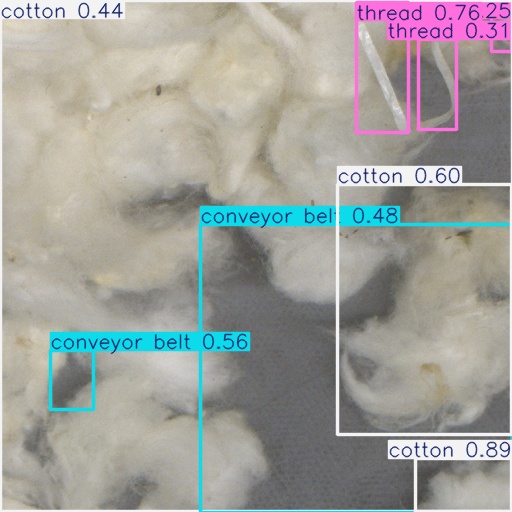 cotton 0.44
thread 0.76
.25
thread 0.31
cotton 0.60
conveyor belt 0.48
conveyor belt 0.56
cotton 0.89